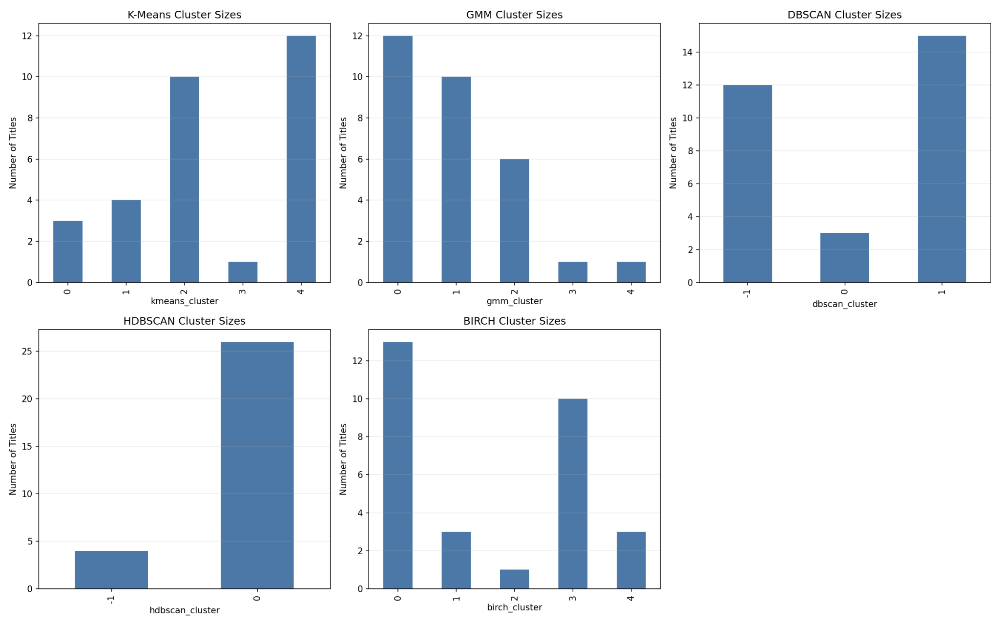 K-Means Cluster Sizes
Number of Titles
12
10
8
6
4
2
0
0 1 2 3 4
kmeans_cluster
GMM Cluster Sizes
Number of Titles
12
10
8
6
4
2
0
0 1 2 3 4
gmm_cluster
DBSCAN Cluster Sizes
Number of Titles
14
12
10
8
6
4
2
0
-1 0 1
dbscan_cluster
HDBSCAN Cluster Sizes
Number of Titles
25
20
15
10
5
0
-1 0
hdbscan_cluster
BIRCH Cluster Sizes
Number of Titles
12
10
8
6
4
2
0
0 1 2 3 4
birch_cluster